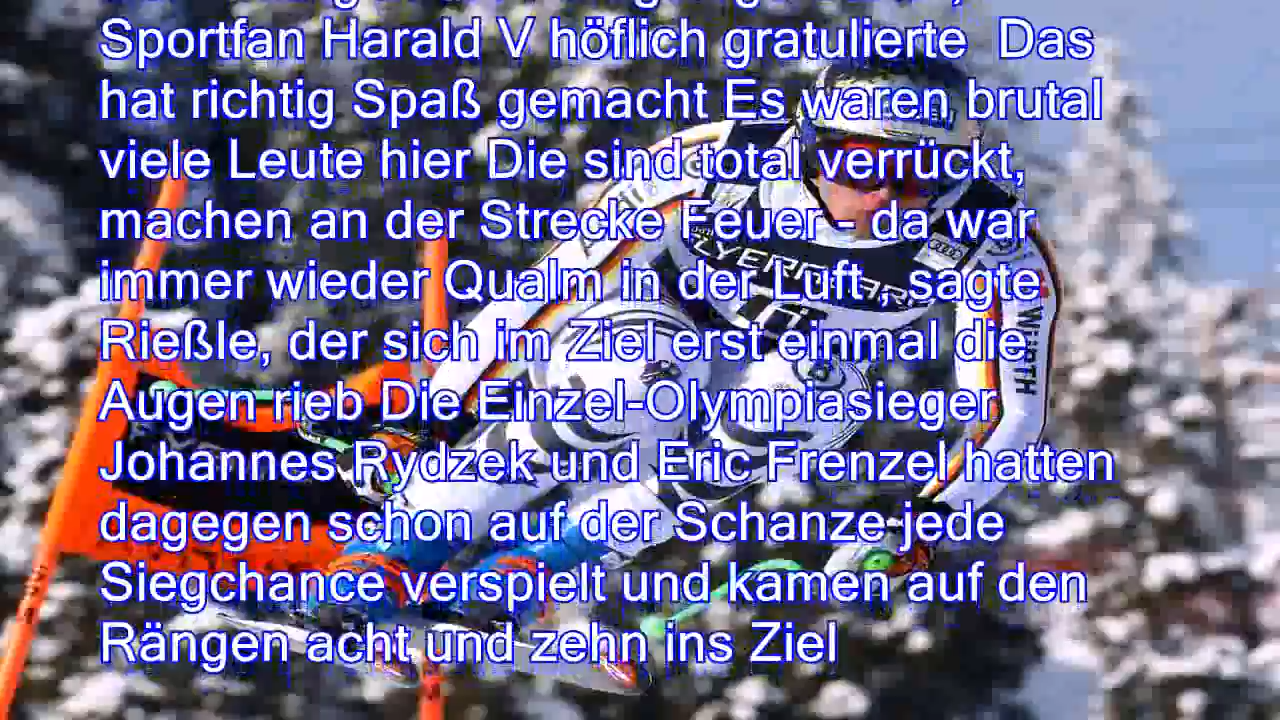 Sportfan Harald V höflich gratulierte  Das
hat richtig Spaß gemacht Es waren brutal
viele Leute hier Die sind total verrückt,
machen an der Strecke Feuer - da war
immer wieder Qualm in der Luft , sagte
Rießle, der sich im Ziel erst einmal die
Augen rieb Die Einzel-Olympiasieger
Johannes Rydzek und Eric Frenzel hatten
dagegen schon auf der Schanze jede
Siegchance verspielt und kamen auf den
Rängen acht und zehn ins Ziel
WÜRTH